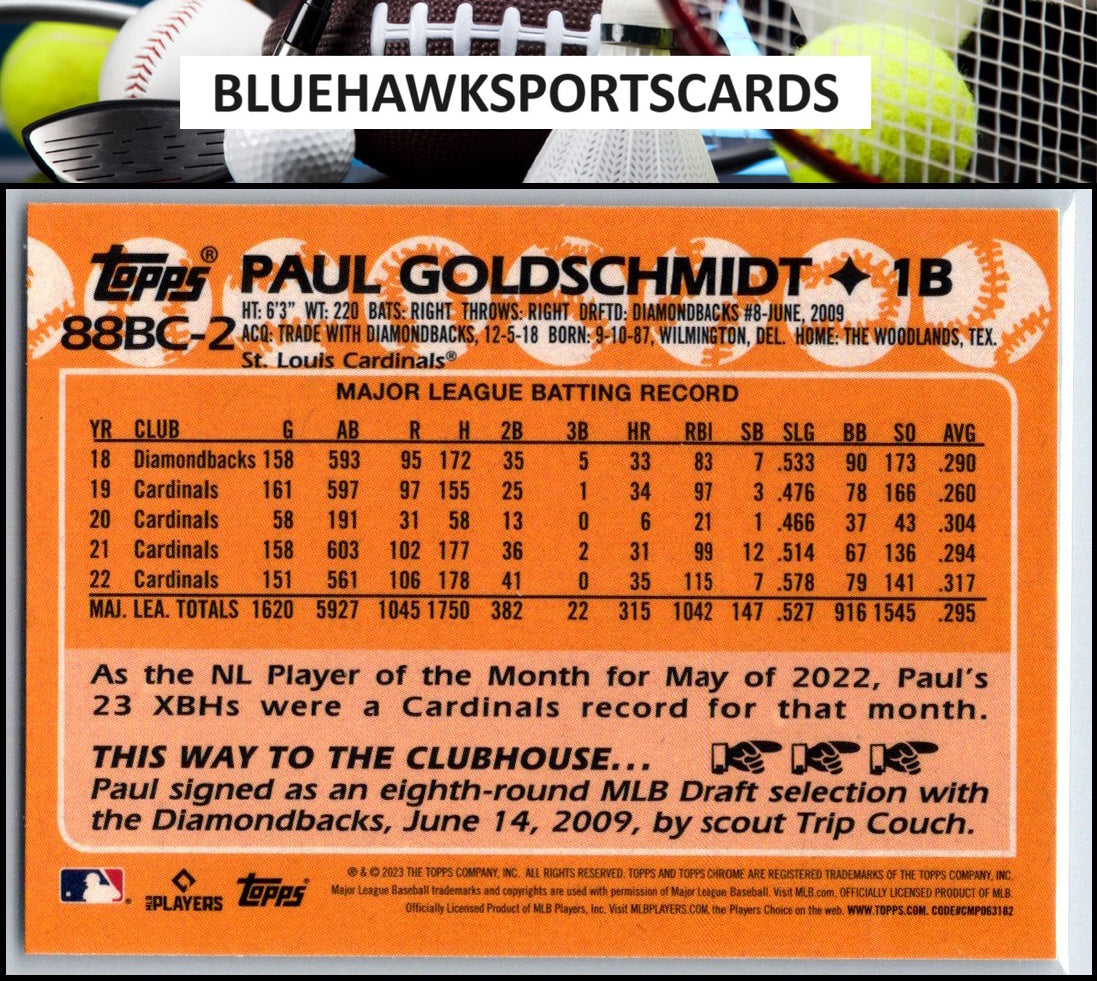 BLUEHAWKSPORTSCARDS
Topps® PAUL GOLDSCHMIDT ✦ 1B
88BC-2 HT: 6'3" WT: 220 BATS: RIGHT THROWS: RIGHT DRFTD: DIAMONDBACKS #8-JUNE, 2009
ACQ: TRADE WITH DIAMONDBACKS, 12-5-18 BORN: 9-10-87, WILMINGTON, DEL. HOME: THE WOODLANDS, TEX.
St. Louis Cardinals®
MAJOR LEAGUE BATTING RECORD
YR CLUB G AB R H 2B 3B HR RBI SB SLG BB SO AVG
18 Diamondbacks 158 593 95 172 35 5 33 83 7 .533 90 173 .290
19 Cardinals 161 597 97 155 25 1 34 97 3 .476 78 166 .260
20 Cardinals 58 191 31 58 13 0 6 21 1 .466 37 43 .304
21 Cardinals 158 603 102 177 36 2 31 99 12 .514 67 136 .294
22 Cardinals 151 561 106 178 41 0 35 115 7 .578 79 141 .317
MAJ. LEA. TOTALS 1620 5927 1045 1750 382 22 315 1042 147 .527 916 1545 .295
As the NL Player of the Month for May of 2022, Paul's
23 XBHs were a Cardinals record for that month.
THIS WAY TO THE CLUBHOUSE...
Paul signed as an eighth-round MLB Draft selection with
the Diamondbacks, June 14, 2009, by scout Trip Couch.
® & © 2023 THE TOPPS COMPANY, INC. ALL RIGHTS RESERVED. TOPPS AND TOPPS CHROME ARE REGISTERED TRADEMARKS OF THE TOPPS COMPANY, INC.
Major League Baseball trademarks and copyrights are used with permission of Major League Baseball. Visit MLB.com. OFFICIALLY LICENSED PRODUCT OF MLB
Officially Licensed Product of MLB Players, Inc. Visit MLBPLAYERS.COM, the Players Choice on the web. WWW.TOPPS.COM. CODE#CMP063182
MLB PLAYERS Topps®